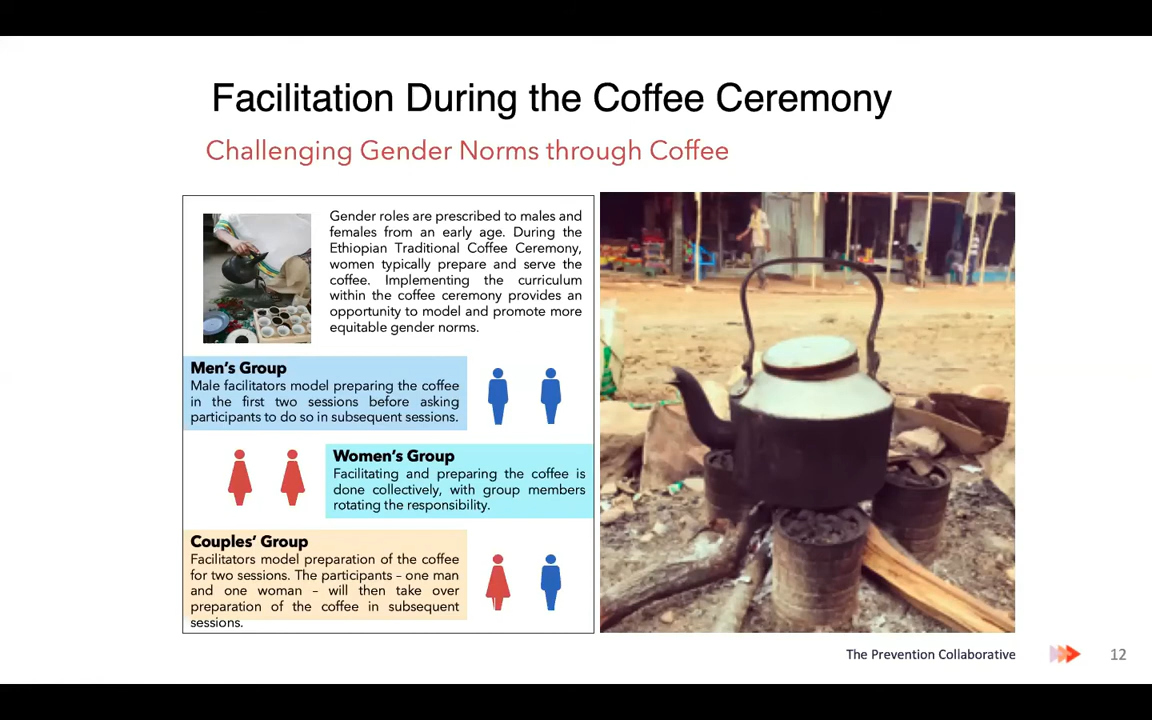 Facilitation During the Coffee Ceremony
Challenging Gender Norms through Coffee
Gender roles are prescribed to males and
females from an early age. During the
Ethiopian Traditional Coffee Ceremony,
women typically prepare and serve the
coffee. Implementing the curriculum
within the coffee ceremony provides an
opportunity to model and promote more
equitable gender norms.
Men's Group
Male facilitators model preparing the coffee
in the first two sessions before asking
participants to do so in subsequent sessions.
Women's Group
Facilitating and preparing the coffee is
done collectively, with group members
rotating the responsibility.
Couples' Group
Facilitators model preparation of the coffee
for two sessions. The participants – one man
and one woman – will then take over
preparation of the coffee in subsequent
sessions.
The Prevention Collaborative
12